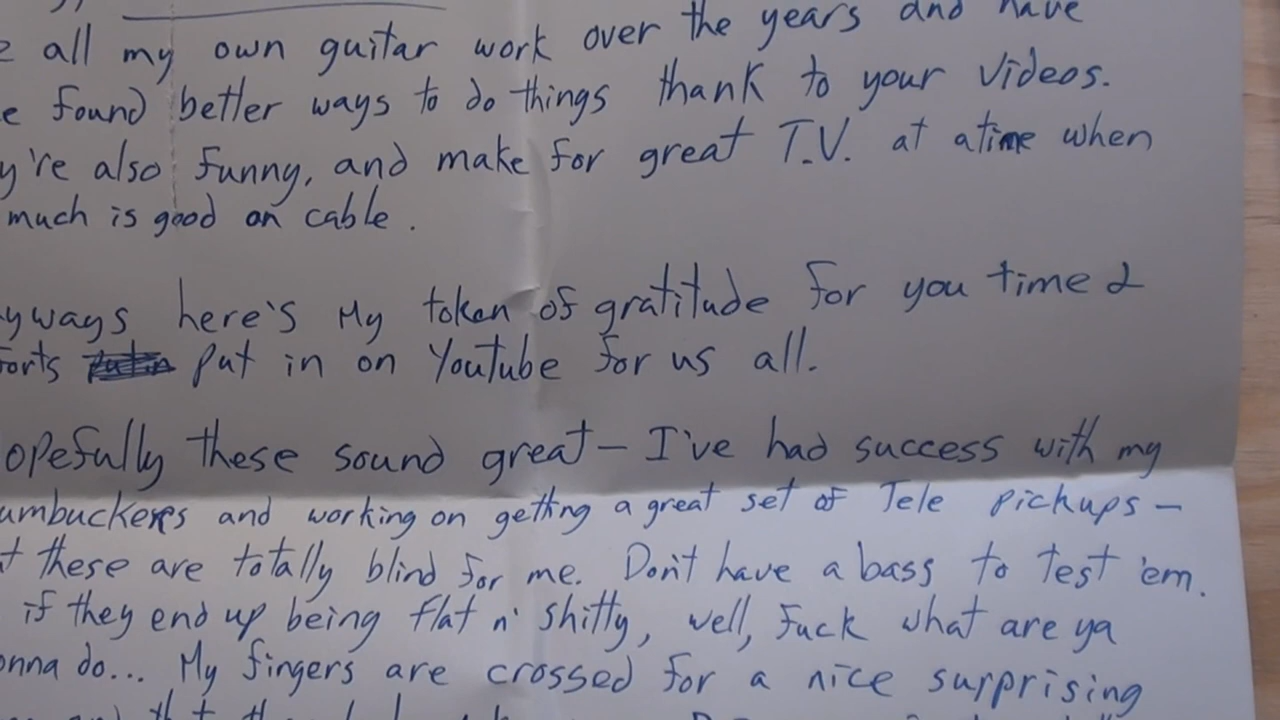 all my own guitar work over the years and have
e found better ways to do things thank to your videos.
y're also funny, and make for great T.V. at a time when
much is good on cable.
yways here's My token of gratitude for you time &
forts put in on Youtube for us all.
opefully these sound great – I've had success with my
umbuckers and working on getting a great set of Tele pickups –
t these are totally blind for me. Don't have a bass to test 'em.
if they end up being flat n' shitty, well, fuck what are ya
onna do... My fingers are crossed for a nice surprising